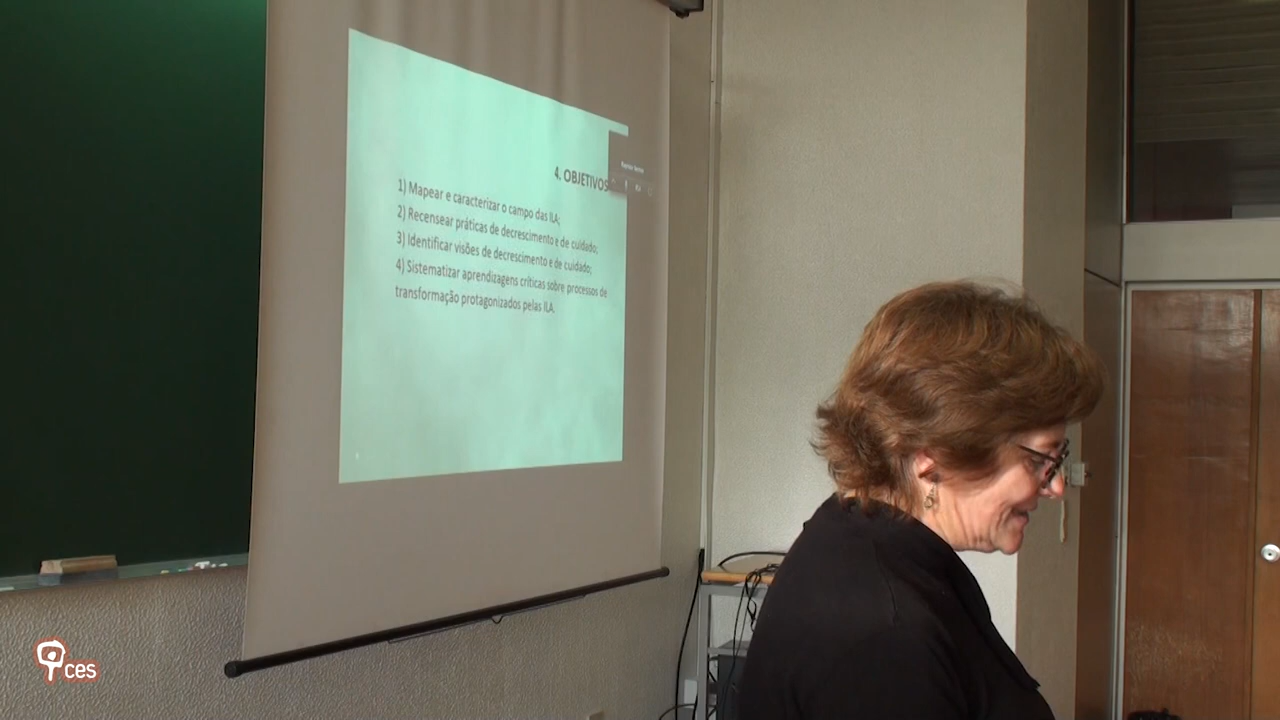 4. OBJETIVOS
1) Mapear e caracterizar o campo das ILA;
2) Recensear práticas de decrescimento e de cuidado;
3) Identificar visões de decrescimento e de cuidado;
4) Sistematizar aprendizagens críticas sobre processos de
transformação protagonizados pelas ILA.
ces